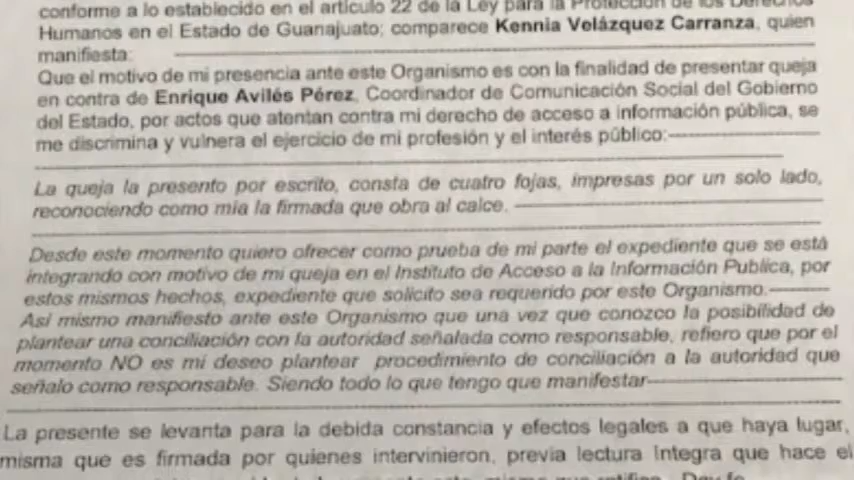 conforme a lo establecido en el artículo 22 de la Ley para la Protección de los Derechos
Humanos en el Estado de Guanajuato; comparece Kennia Velázquez Carranza, quien
manifiesta:
Que el motivo de mi presencia ante este Organismo es con la finalidad de presentar queja
en contra de Enrique Avilés Pérez, Coordinador de Comunicación Social del Gobierno
del Estado, por actos que atentan contra mi derecho de acceso a información pública, se
me discrimina y vulnera el ejercicio de mi profesión y el interés público:
La queja la presento por escrito, consta de cuatro fojas, impresas por un solo lado,
reconociendo como mía la firmada que obra al calce.
Desde este momento quiero ofrecer como prueba de mi parte el expediente que se está
integrando con motivo de mi queja en el Instituto de Acceso a la Información Publica, por
estos mismos hechos, expediente que solicito sea requerido por este Organismo.
Así mismo manifiesto ante este Organismo que una vez que conozco la posibilidad de
plantear una conciliación con la autoridad señalada como responsable, refiero que por el
momento NO es mi deseo plantear procedimiento de conciliación a la autoridad que
señalo como responsable. Siendo todo lo que tengo que manifestar
La presente se levanta para la debida constancia y efectos legales a que haya lugar,
misma que es firmada por quienes intervinieron, previa lectura íntegra que hace el